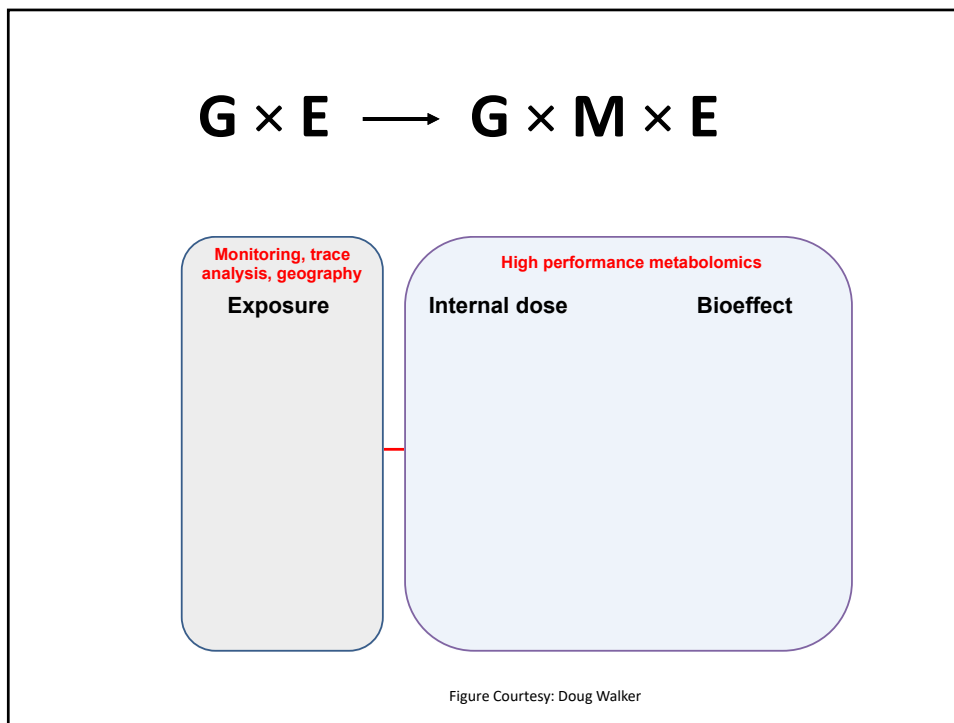 G × E ⟶ G × M × E
Monitoring, trace
analysis, geography
Exposure
High performance metabolomics
Internal dose Bioeffect
Figure Courtesy: Doug Walker